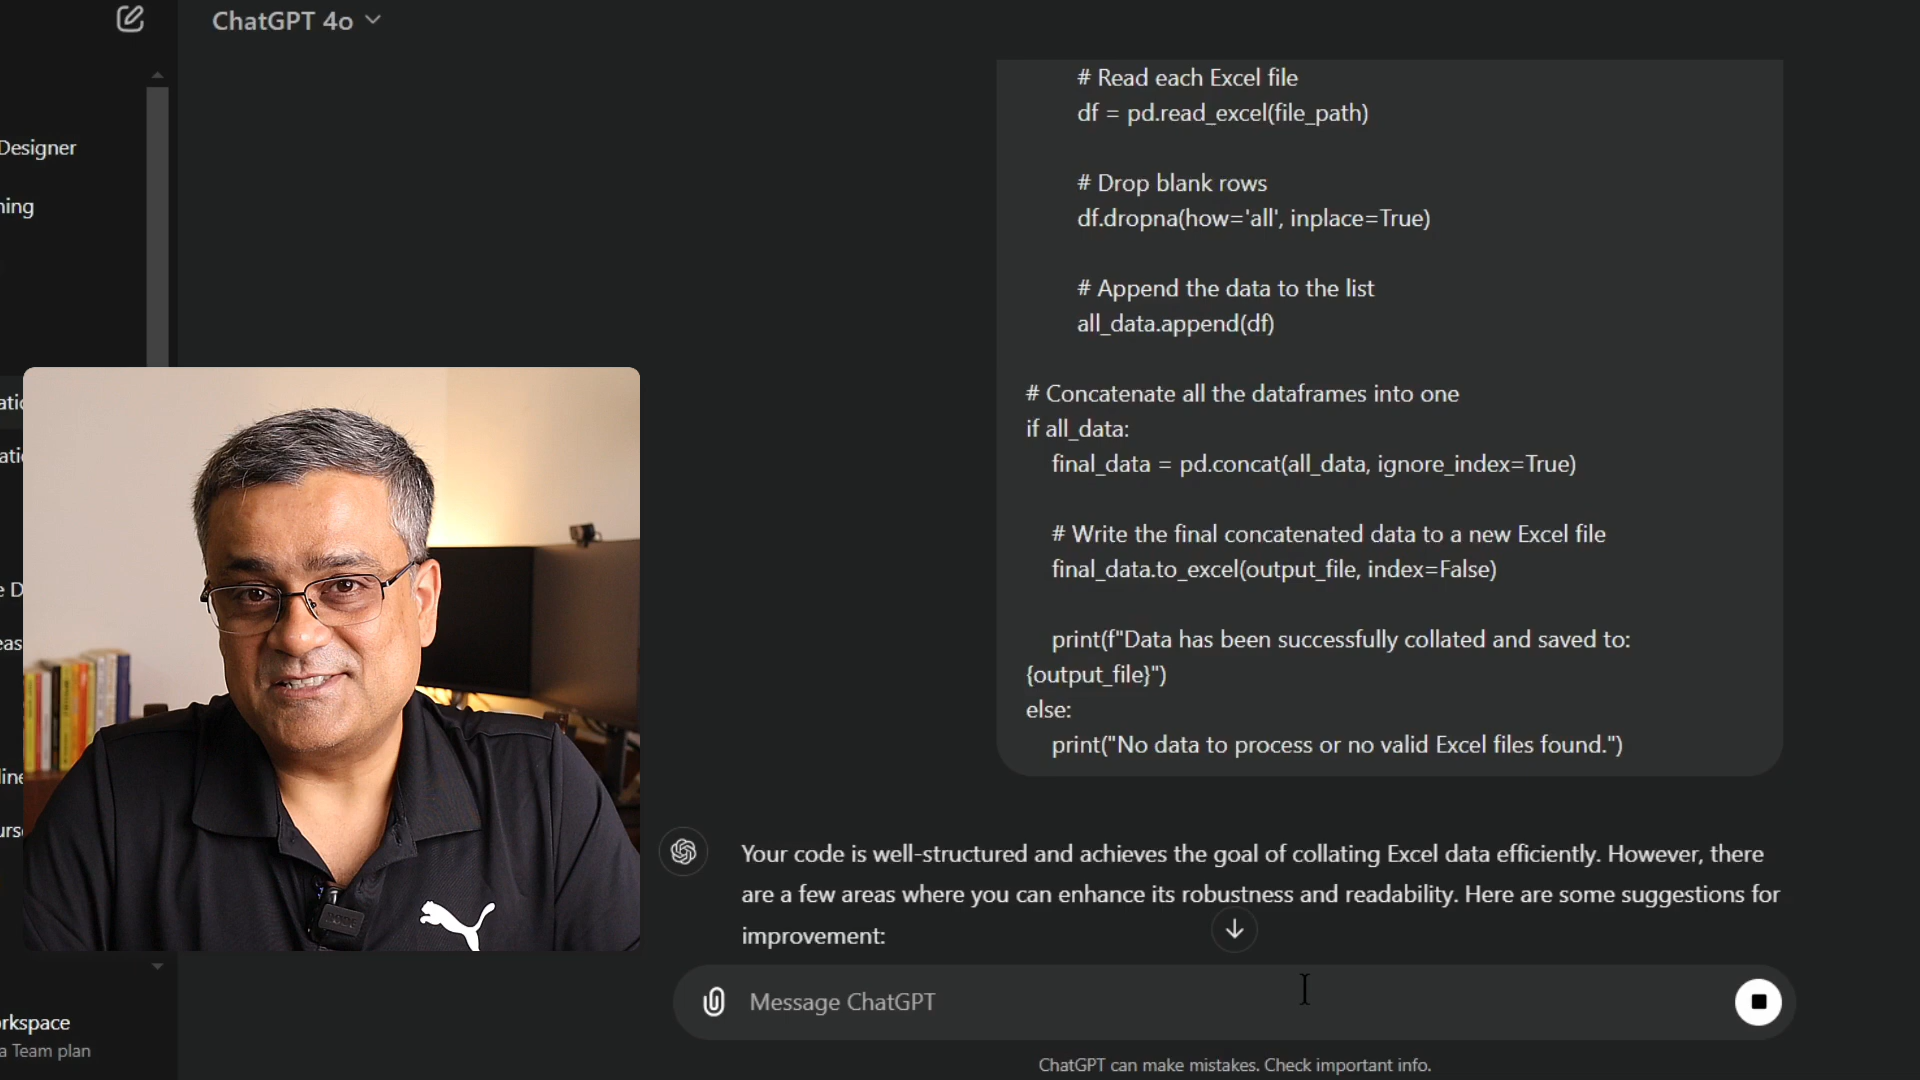 ChatGPT 4o
# Read each Excel file
df = pd.read_excel(file_path)
# Drop blank rows
df.dropna(how='all', inplace=True)
# Append the data to the list
all_data.append(df)
# Concatenate all the dataframes into one
if all_data:
final_data = pd.concat(all_data, ignore_index=True)
# Write the final concatenated data to a new Excel file
final_data.to_excel(output_file, index=False)
print(f"Data has been successfully collated and saved to:
{output_file}")
else:
print("No data to process or no valid Excel files found.")
Your code is well-structured and achieves the goal of collating Excel data efficiently. However, there
are a few areas where you can enhance its robustness and readability. Here are some suggestions for
improvement:
Message ChatGPT
ChatGPT can make mistakes. Check important info.
Designer
a Team plan